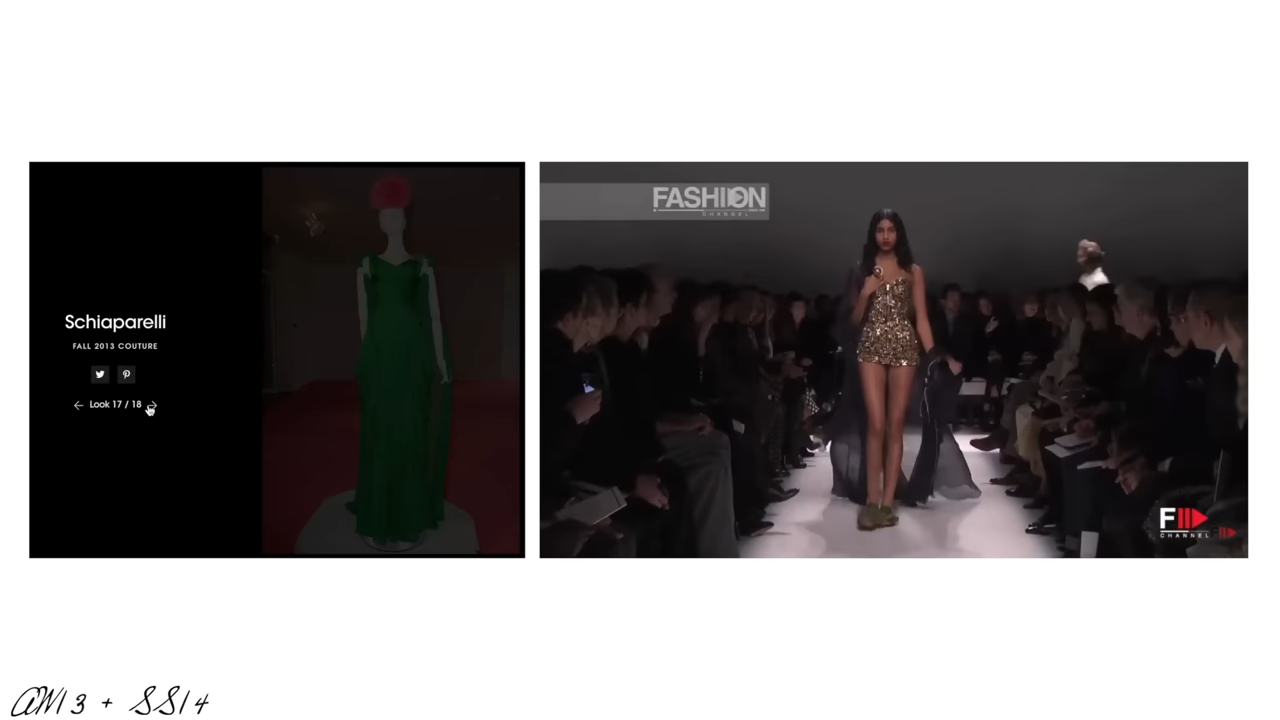 Schiaparelli
FALL 2013 COUTURE
← Look 17 / 18 →
FASHION
CHANNEL
F
CHANNEL
AW13 + SS14